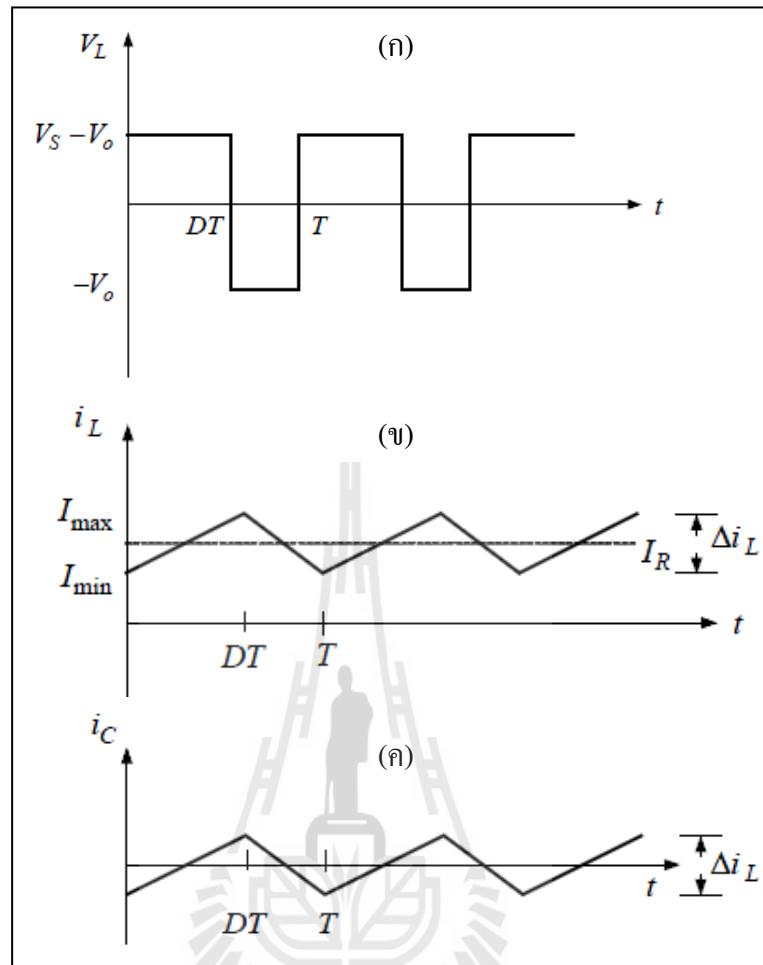 V_L
(ก)
V_S − V_o
DT T t
−V_o
i_L
(ข)
I_max
I_R
Δi_L
I_min
DT T t
i_C
(ค)
Δi_L
DT T t